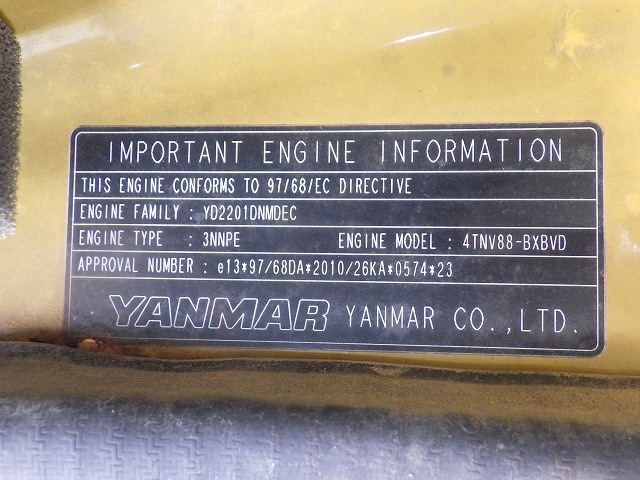 IMPORTANT ENGINE INFORMATION
THIS ENGINE CONFORMS TO 97/68/EC DIRECTIVE
ENGINE FAMILY : YD2201DNMDEC
ENGINE TYPE : 3NNPE ENGINE MODEL : 4TNV88-BXBVD
APPROVAL NUMBER : e13*97/68DA*2010/26KA*0574*23
YANMAR YANMAR CO.,LTD.